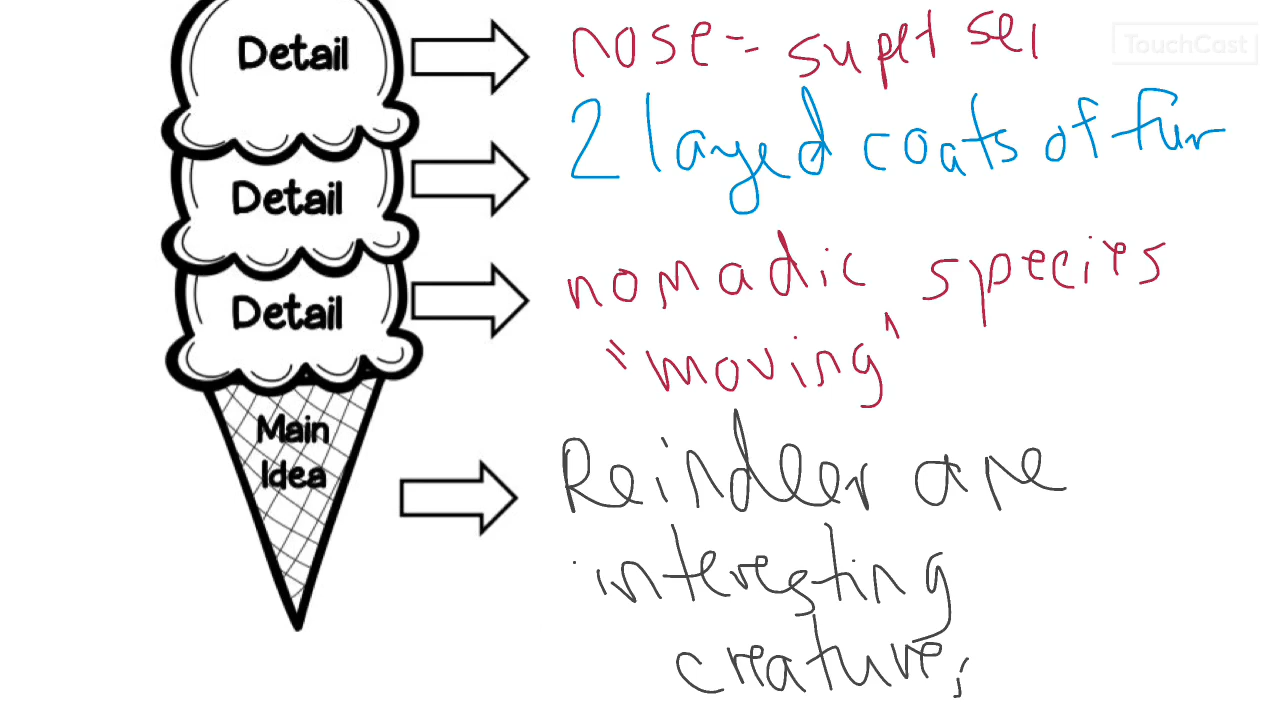 Detail
nose-
TouchCast
Detail
2 layed coats of fur
Detail
nomadic species
"moving"
Main
Idea
Reindeer are
interesting
creature